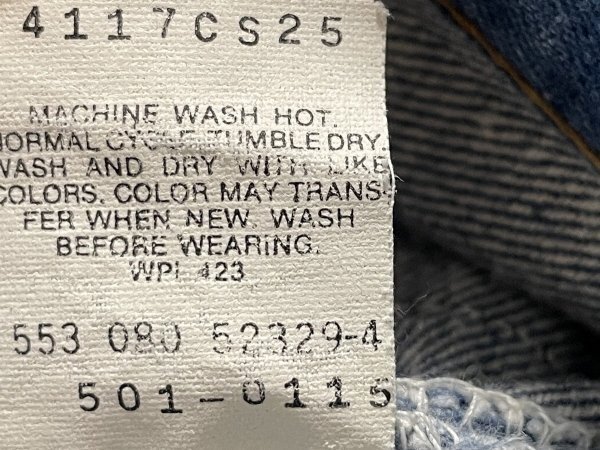 4117CS25
MACHINE WASH HOT.
NORMAL CYCLE TUMBLE DRY.
WASH AND DRY WITH LIKE
COLORS. COLOR MAY TRANS-
FER WHEN NEW. WASH
BEFORE WEARING.
WPL 423
553 080 52329-4
501-0115